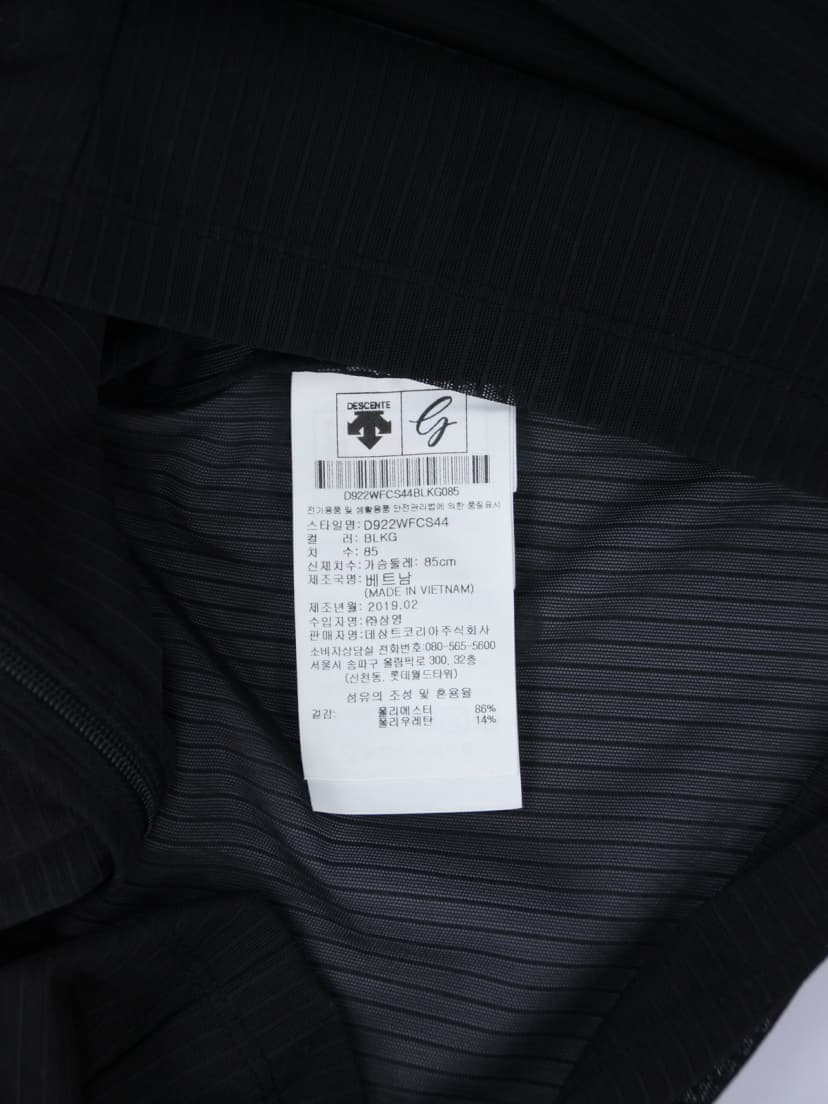 DESCENTE
D922WFCS44BLKG085
전기용품 및 생활용품 안전관리법에 의한 품질표시
스타일명: D922WFCS44
컬 러: BLKG
치 수: 85
신체치수: 가슴둘레: 85cm
제조국명: 베트남
(MADE IN VIETNAM)
제조년월: 2019.02
수입자명: ㈜상영
판매자명: 데상트코리아주식회사
소비자상담실 전화번호: 080-565-5600
서울시 송파구 올림픽로 300, 32층
(신천동, 롯데월드타워)
섬유의 조성 및 혼용율
겉감: 폴리에스터 86%
폴리우레탄 14%